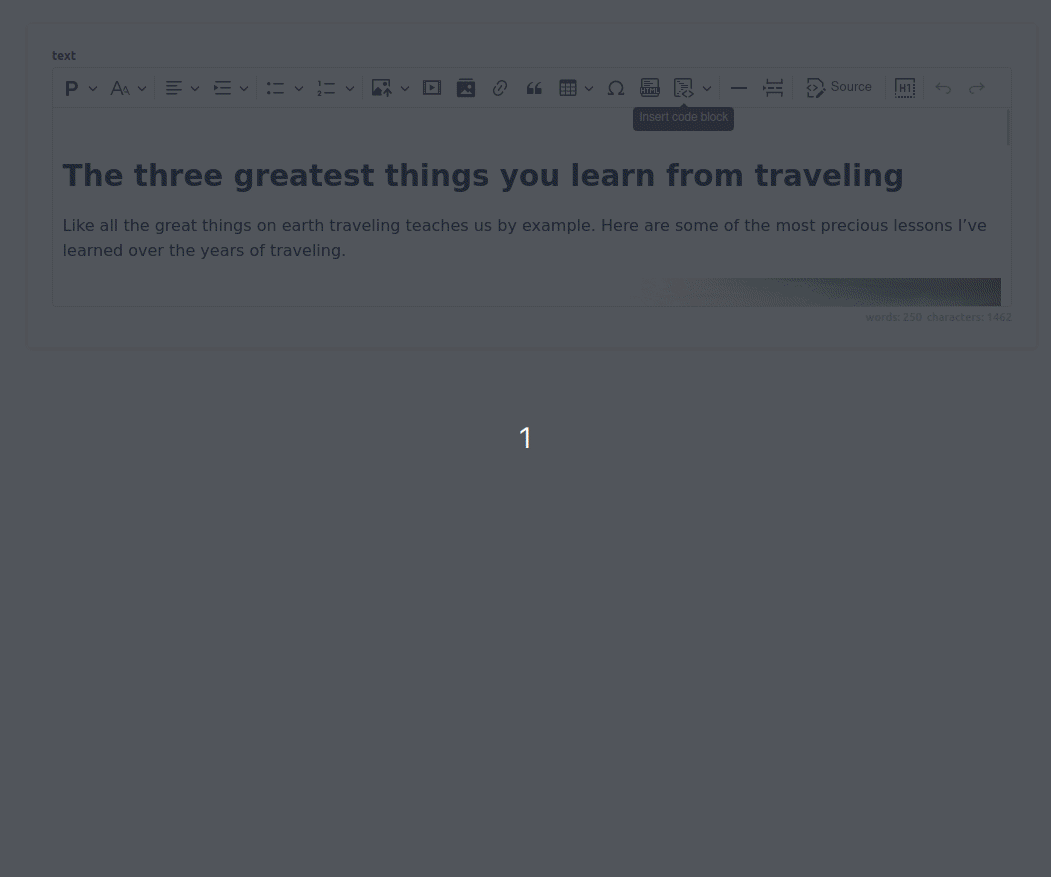 text
Source
Insert code block
The three greatest things you learn from traveling
Like all the great things on earth traveling teaches us by example. Here are some of the most precious lessons I’ve
learned over the years of traveling.
words: 250 characters: 1462
1